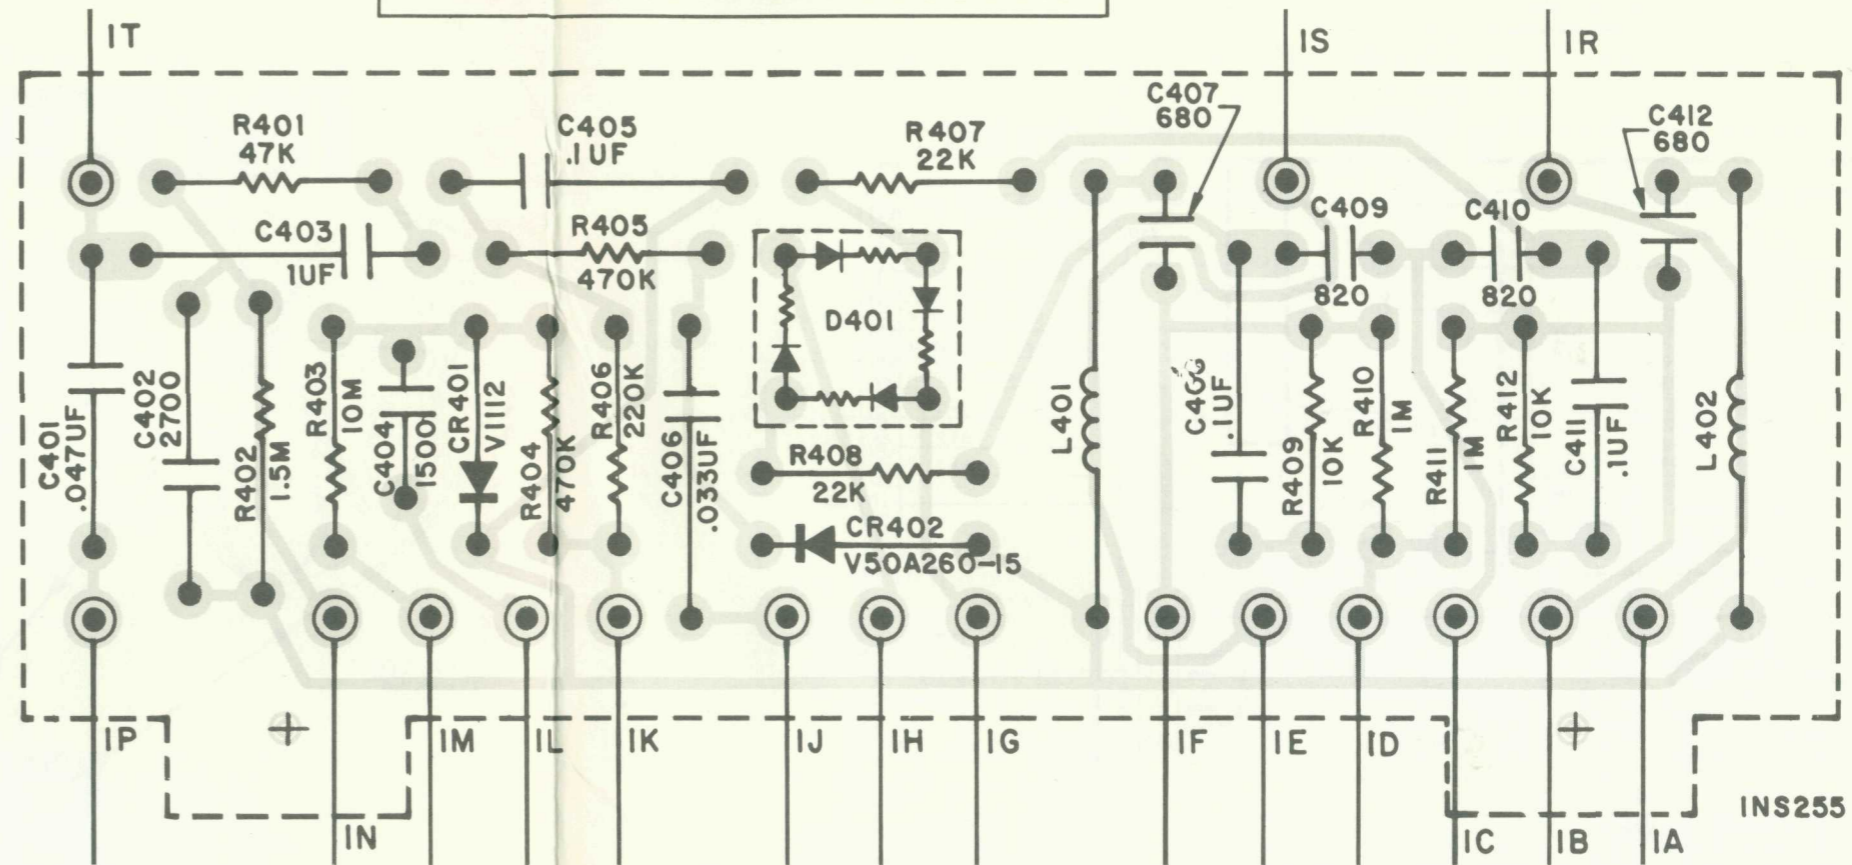 IT
IS
IR
R401
47K
C405
.1UF
R407
22K
C407
680
C412
680
C403
1UF
R405
470K
C409
820
C410
820
D401
C401
.047UF
C402
2700
R402
1.5M
R403
10M
C404
1500
CR401
V1112
R404
470K
R406
220K
C406
.033UF
R408
22K
CR402
V50A260-15
L401
.1UF
R409
10K
R410
1M
R411
1M
R412
10K
C411
.1UF
L402
IP
IN
IM
IL
IK
IJ
IH
IG
IF
IE
ID
IC
IB
IA
INS255